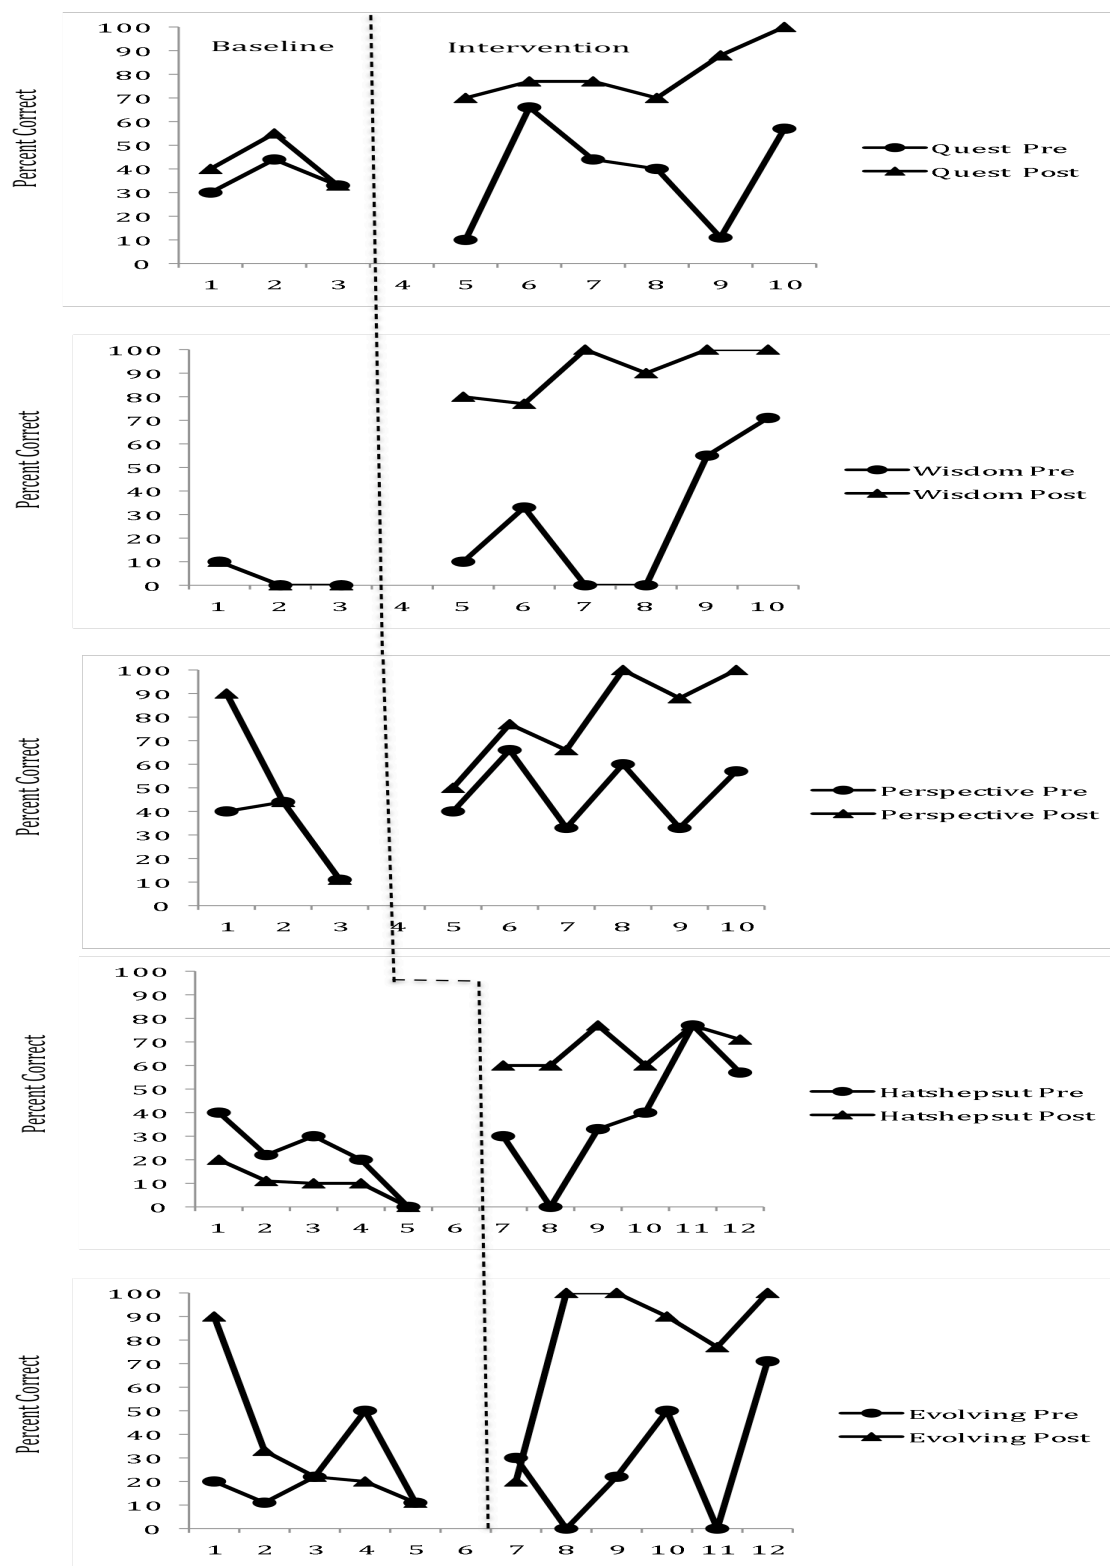 100
Baseline
Intervention
90
80
70
60
50
40
30
20
10
0
Percent Correct
1 2 3 4 5 6 7 8 9 10
Quest Pre
Quest Post
100
90
80
70
60
50
40
30
20
10
0
Percent Correct
1 2 3 4 5 6 7 8 9 10
Wisdom Pre
Wisdom Post
100
90
80
70
60
50
40
30
20
10
0
Percent Correct
1 2 3 4 5 6 7 8 9 10
Perspective Pre
Perspective Post
100
90
80
70
60
50
40
30
20
10
0
Percent Correct
1 2 3 4 5 6 7 8 9 10 11 12
Hatshepsut Pre
Hatshepsut Post
100
90
80
70
60
50
40
30
20
10
0
Percent Correct
1 2 3 4 5 6 7 8 9 10 11 12
Evolving Pre
Evolving Post